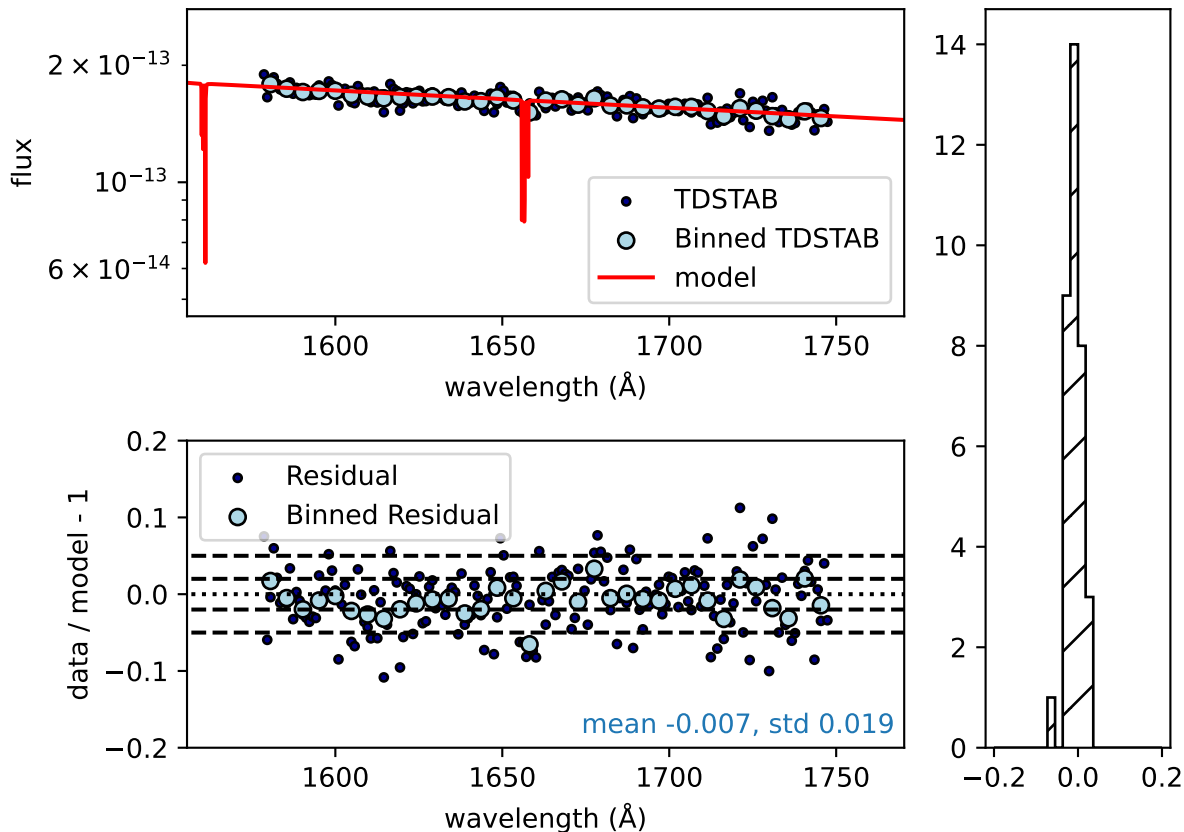 2 × 10⁻¹³
10⁻¹³
6 × 10⁻¹⁴
flux
TDSTAB
Binned TDSTAB
model
1600 1650 1700 1750
wavelength (Å)
0.2
0.1
0.0
−0.1
−0.2
data / model - 1
Residual
Binned Residual
mean -0.007, std 0.019
1600 1650 1700 1750
wavelength (Å)
14
12
10
8
6
4
2
0
−0.2 0.0 0.2